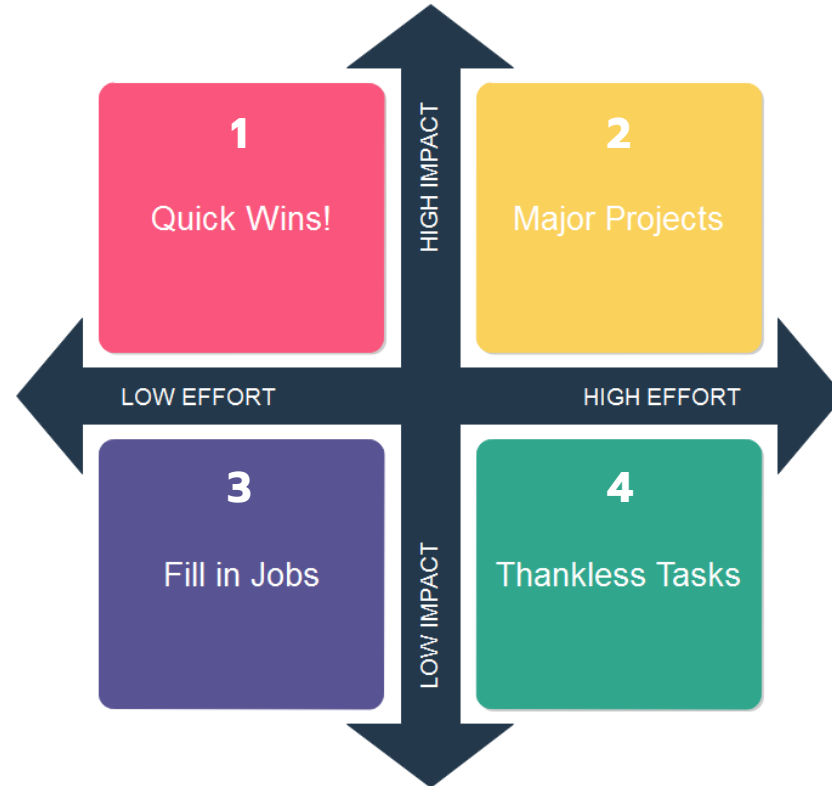 1
Quick Wins!
HIGH IMPACT
2
Major Projects
LOW EFFORT
HIGH EFFORT
3
Fill in Jobs
LOW IMPACT
4
Thankless Tasks